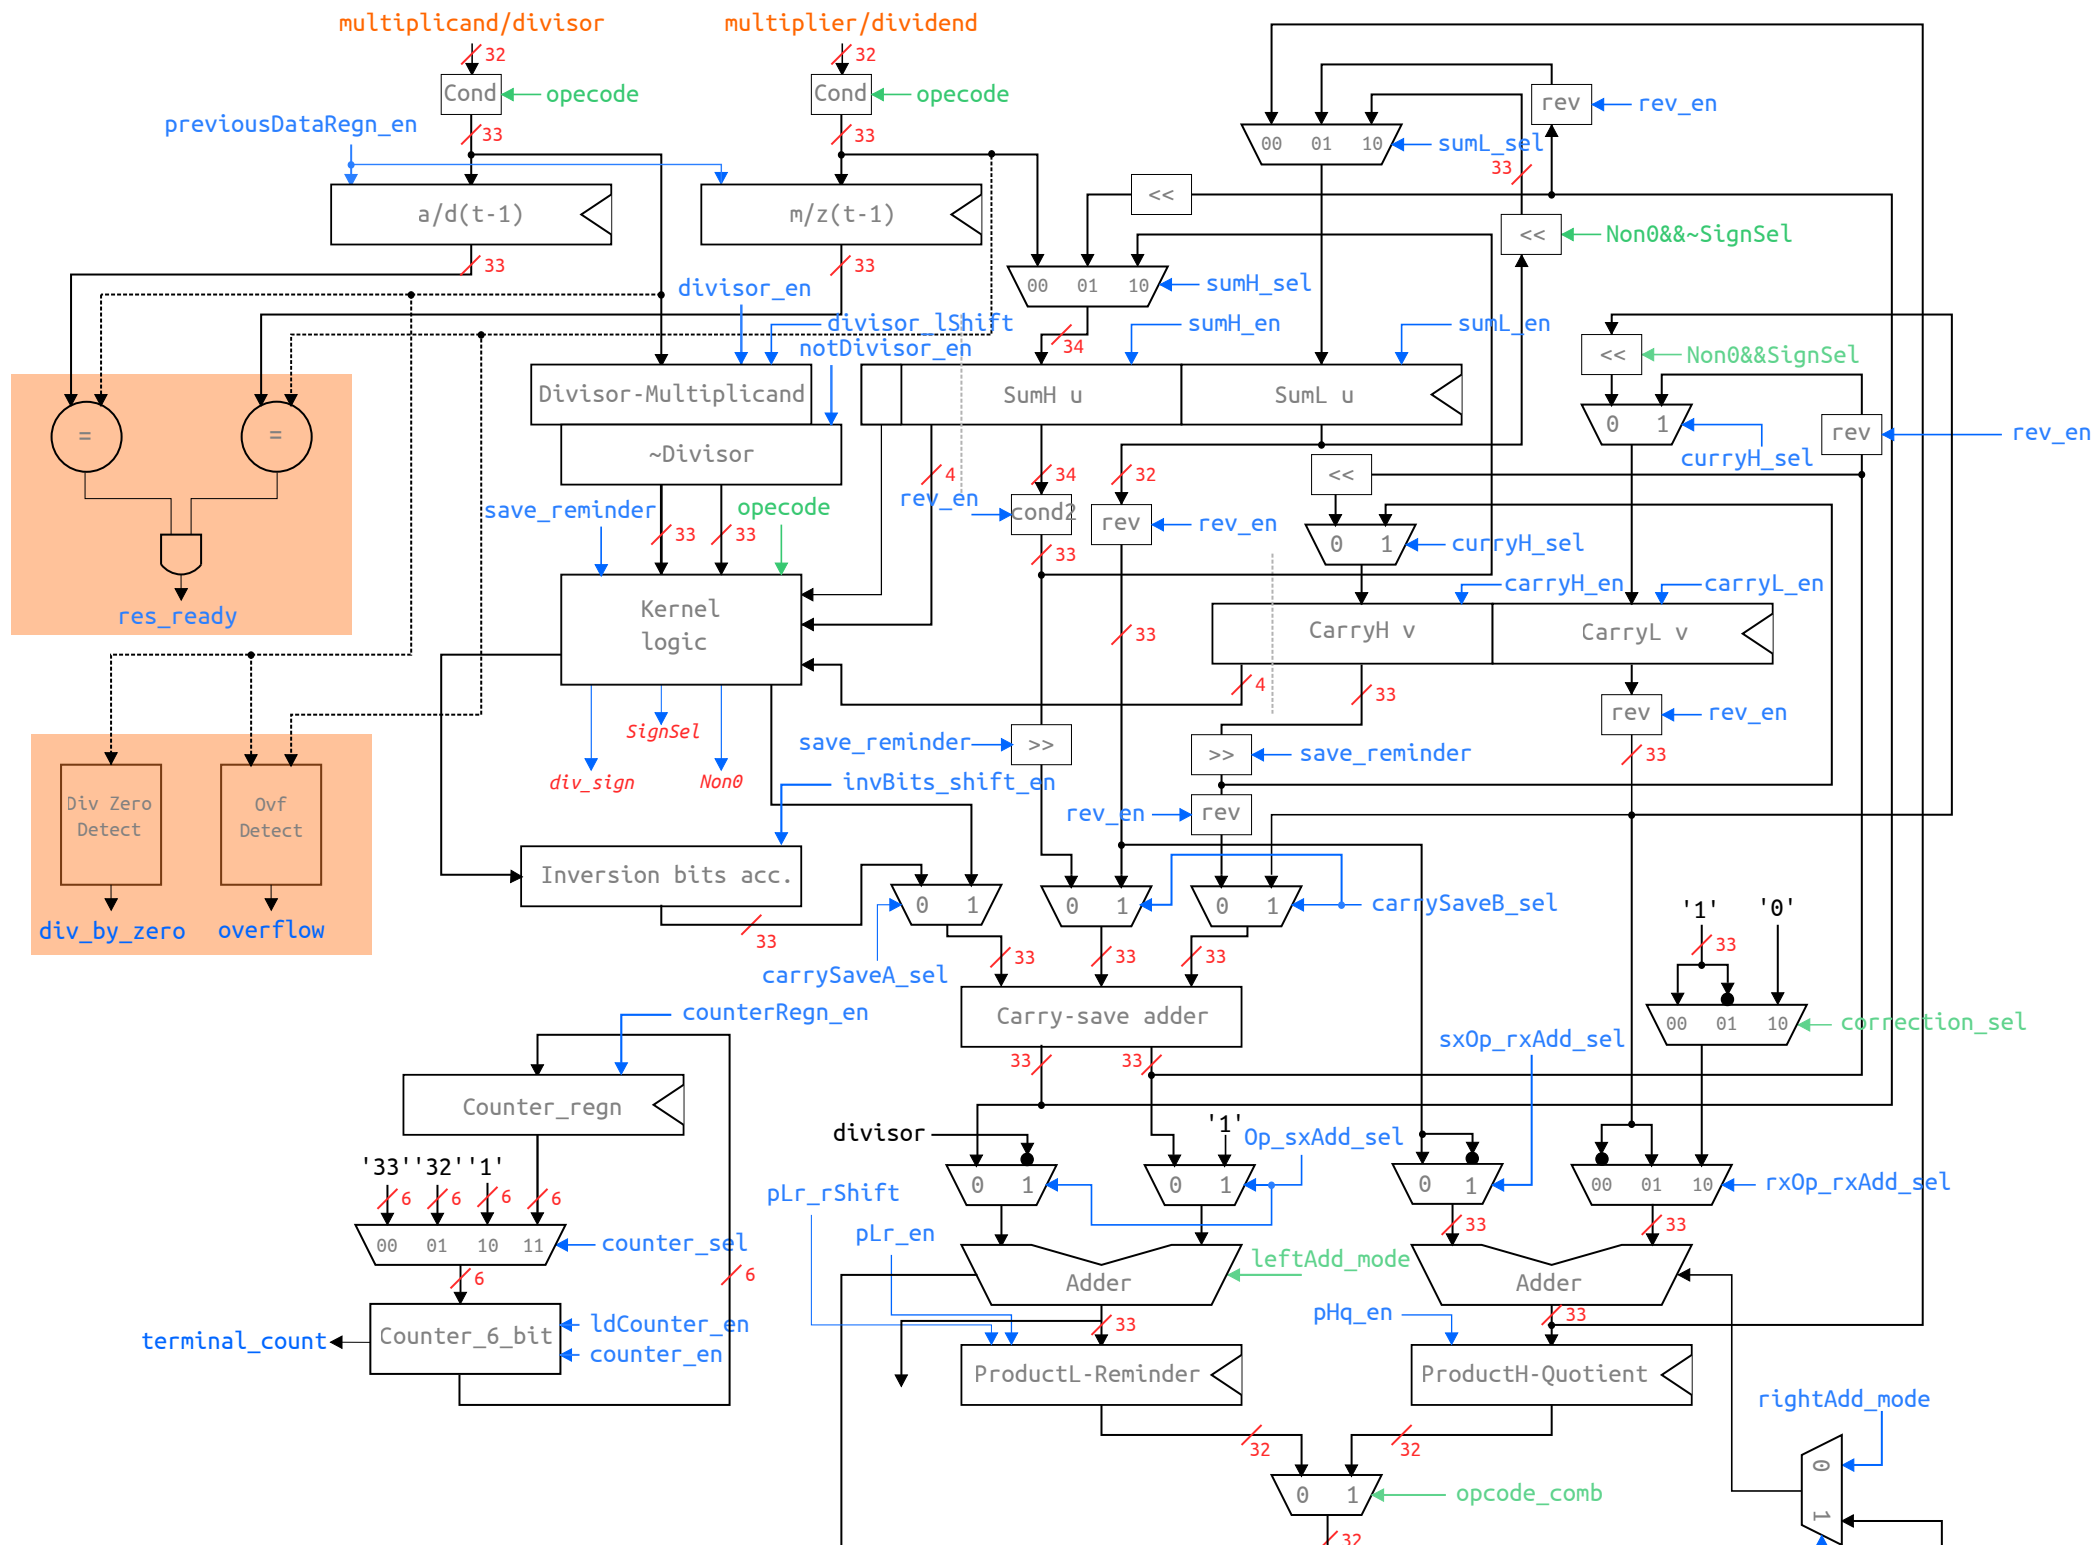 multiplicand/divisor
multiplier/dividend
32
32
Cond
opecode
Cond
opecode
rev
rev_en
previousDataRegn_en
33
33
00 01 10
sumL_sel
33
<<
a/d(t-1)
m/z(t-1)
<<
Non0&&~SignSel
33
33
divisor_en
00 01 10
sumH_sel
divisor_lShift
sumH_en
sumL_en
notDivisor_en
34
<<
Non0&&SignSel
Divisor-Multiplicand
SumH u
SumL u
0 1
rev
rev_en
=
=
~Divisor
curryH_sel
4
34
32
<<
save_reminder
opecode
rev_en
cond2
rev
rev_en
33
33
33
0 1
curryH_sel
carryH_en
carryL_en
res_ready
Kernel
logic
33
CarryH v
CarryL v
4
33
SignSel
rev
rev_en
save_reminder
>>
>>
save_reminder
33
div_sign
Non0
invBits_shift_en
Div Zero
Detect
Ovf
Detect
rev_en
rev
Inversion bits acc.
0 1
0 1
0 1
carrySaveB_sel
'1'
'0'
div_by_zero
overflow
33
33
33
33
33
carrySaveA_sel
counterRegn_en
Carry-save adder
00 01 10
correction_sel
33
33
sxOp_rxAdd_sel
Counter_regn
divisor
'1'
Op_sxAdd_sel
'33'
'32'
'1'
0 1
0 1
0 1
00 01 10
rxOp_rxAdd_sel
6
6
6
6
pLr_rShift
pLr_en
33
33
00 01 10 11
counter_sel
leftAdd_mode
6
6
Adder
Adder
pHq_en
33
33
terminal_count
Counter_6_bit
ldCounter_en
counter_en
ProductL-Reminder
ProductH-Quotient
rightAdd_mode
32
32
0 1
0 1
opcode_comb
32